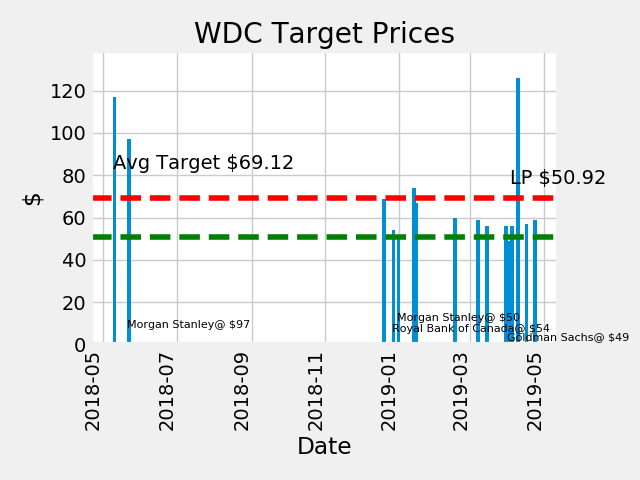 WDC Target Prices
$
120
100
80
60
40
20
0
Avg Target $69.12
LP $50.92
Morgan Stanley@ $97
Morgan Stanley@ $50
Royal Bank of Canada@ $54
Goldman Sachs@ $49
2018-05
2018-07
2018-09
2018-11
2019-01
2019-03
2019-05
Date